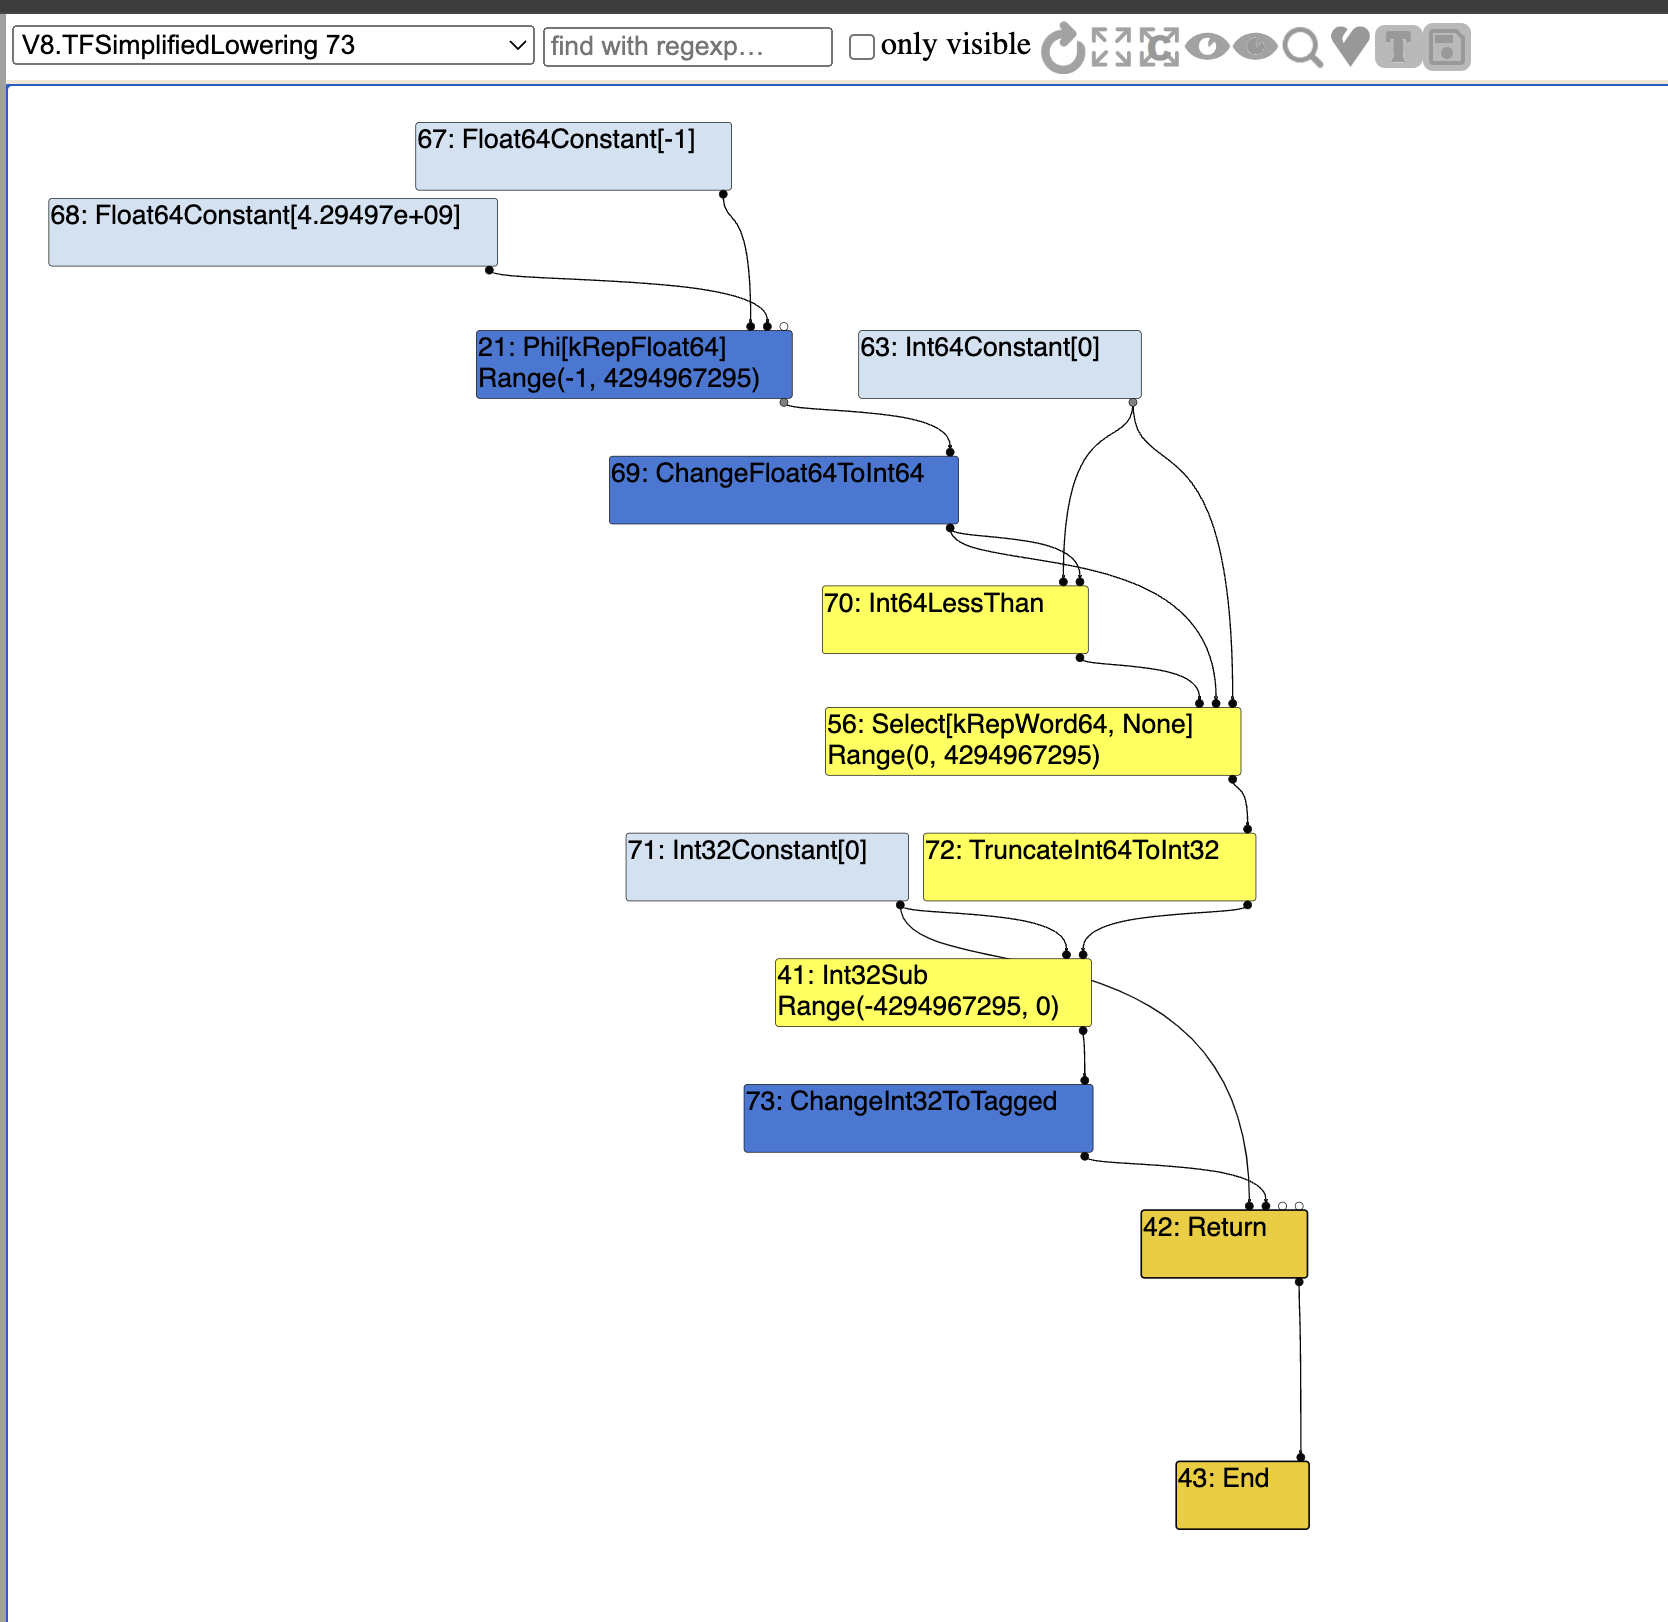 V8.TFSimplifiedLowering 73
find with regexp…
only visible
67: Float64Constant[-1]
68: Float64Constant[4.29497e+09]
21: Phi[kRepFloat64]
Range(-1, 4294967295)
63: Int64Constant[0]
69: ChangeFloat64ToInt64
70: Int64LessThan
56: Select[kRepWord64, None]
Range(0, 4294967295)
71: Int32Constant[0]
72: TruncateInt64ToInt32
41: Int32Sub
Range(-4294967295, 0)
73: ChangeInt32ToTagged
42: Return
43: End